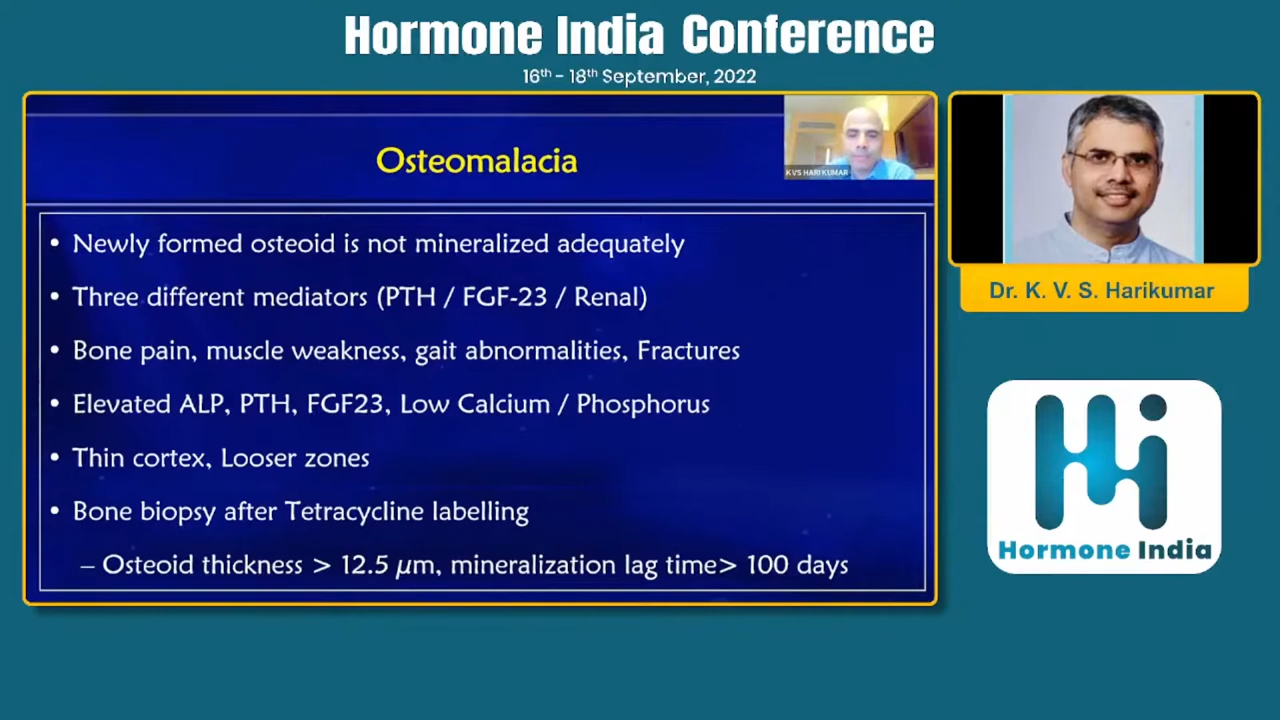 Hormone India Conference
16th - 18th September, 2022
Osteomalacia
K V S HARI KUMAR
• Newly formed osteoid is not mineralized adequately
• Three different mediators (PTH / FGF-23 / Renal)
• Bone pain, muscle weakness, gait abnormalities, Fractures
• Elevated ALP, PTH, FGF23, Low Calcium / Phosphorus
• Thin cortex, Looser zones
• Bone biopsy after Tetracycline labelling
– Osteoid thickness > 12.5 µm, mineralization lag time> 100 days
Dr. K. V. S. Harikumar
Hi
Hormone India